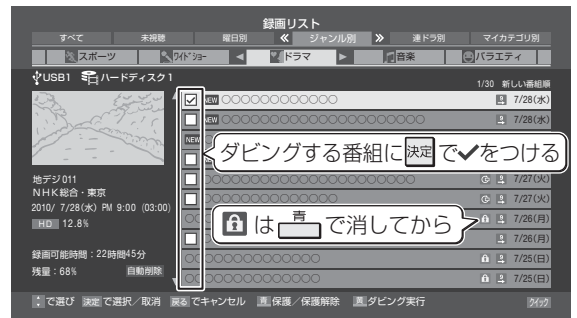 録画リスト
すべて 未視聴 曜日別 ≪ ジャンル別 ≫ 連ドラ別 マイカテゴリ別
スポーツ ワイドショー ◀ ドラマ ▶ 音楽 バラエティ
USB1 ハードディスク1
1/30 新しい番組順
NEW 〇〇〇〇〇〇〇〇〇〇〇〇 7/28(水)
NEW 〇〇〇〇〇〇〇〇〇〇〇〇〇〇〇〇〇〇〇〇〇 7/28(水)
NEW
ダビングする番組に 決定 で✓をつける
〇〇〇〇〇〇〇〇〇〇〇〇〇〇〇〇〇〇〇〇 7/27(火)
7/27(火)
は 青 で消してから
7/26(月)
7/26(月)
〇〇〇〇〇〇〇〇〇〇〇〇 7/25(日)
〇〇〇〇〇〇〇〇〇〇〇〇 7/25(日)
地デジ011
NHK総合・東京
2010/ 7/28(水) PM 9:00 (03:00)
HD 12.8%
録画可能時間：22時間45分
残量：68% 自動削除
で選び 決定 で選択／取消 戻る でキャンセル 青 保護／保護解除 黒 ダビング実行 クイック